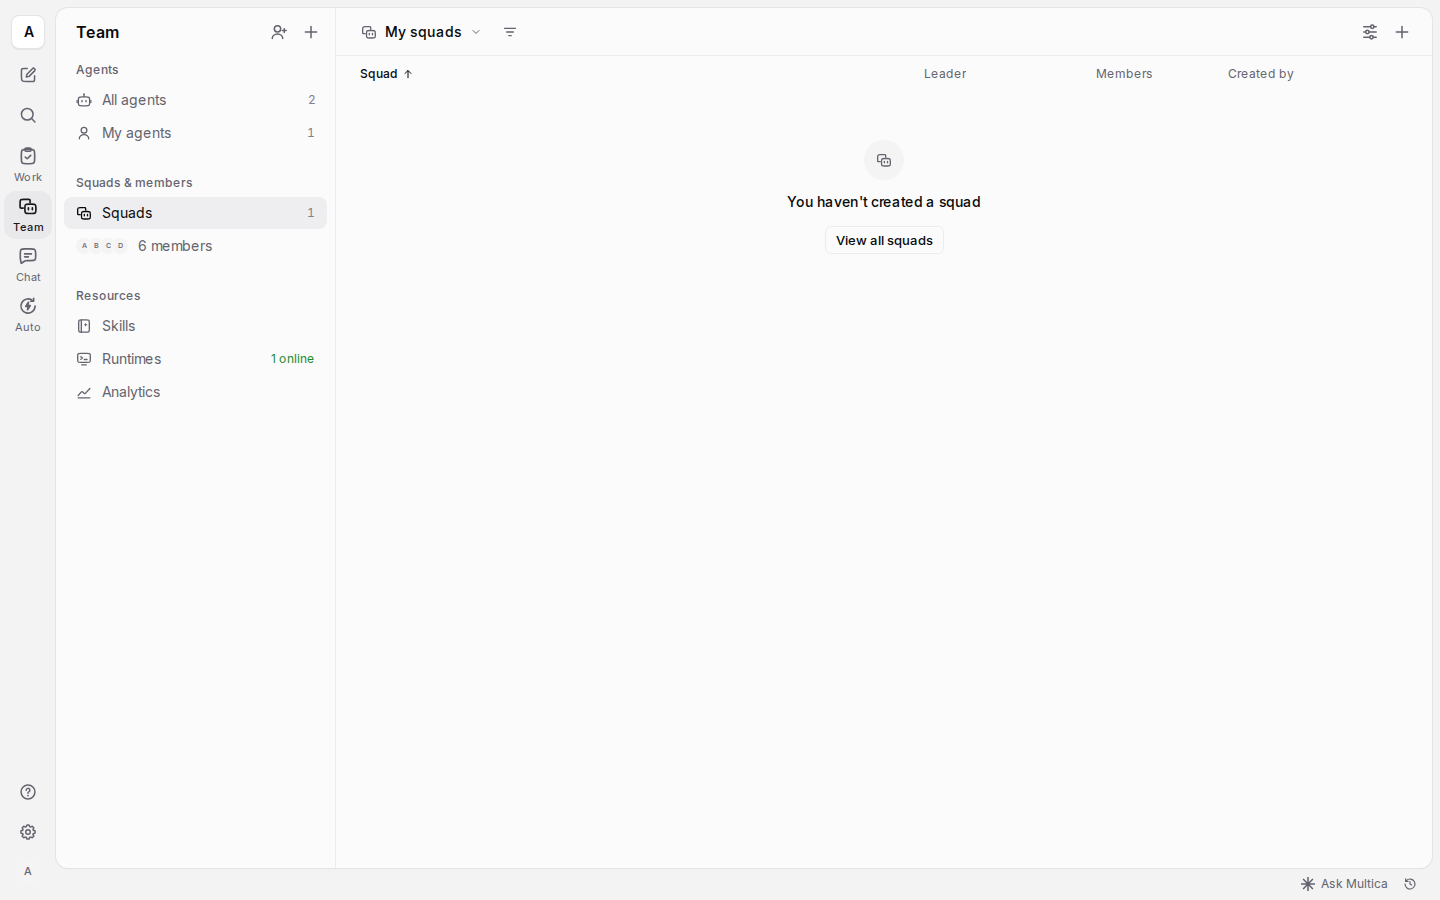 A
Work
Team
Chat
Auto
A
Team
Agents
All agents 2
My agents 1
Squads & members
Squads 1
A B C D 6 members
Resources
Skills
Runtimes 1 online
Analytics
My squads
Squad ↑ Leader Members Created by
You haven't created a squad
View all squads
Ask Multica